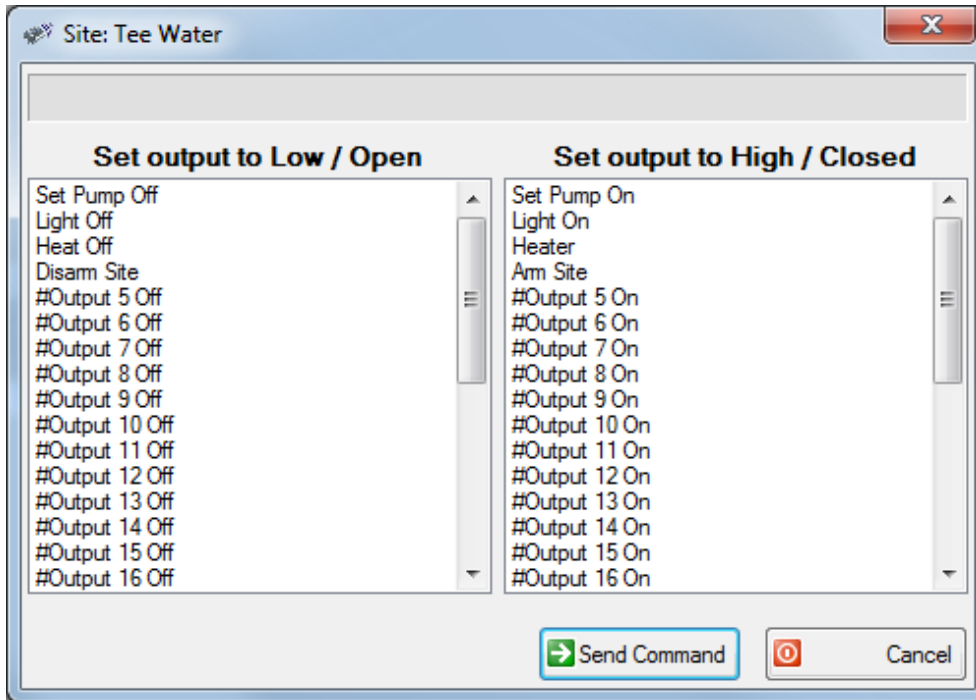 Site: Tee Water
Set output to Low / Open
Set Pump Off
Light Off
Heat Off
Disarm Site
#Output 5 Off
#Output 6 Off
#Output 7 Off
#Output 8 Off
#Output 9 Off
#Output 10 Off
#Output 11 Off
#Output 12 Off
#Output 13 Off
#Output 14 Off
#Output 15 Off
#Output 16 Off
Set output to High / Closed
Set Pump On
Light On
Heater
Arm Site
#Output 5 On
#Output 6 On
#Output 7 On
#Output 8 On
#Output 9 On
#Output 10 On
#Output 11 On
#Output 12 On
#Output 13 On
#Output 14 On
#Output 15 On
#Output 16 On
Send Command
Cancel